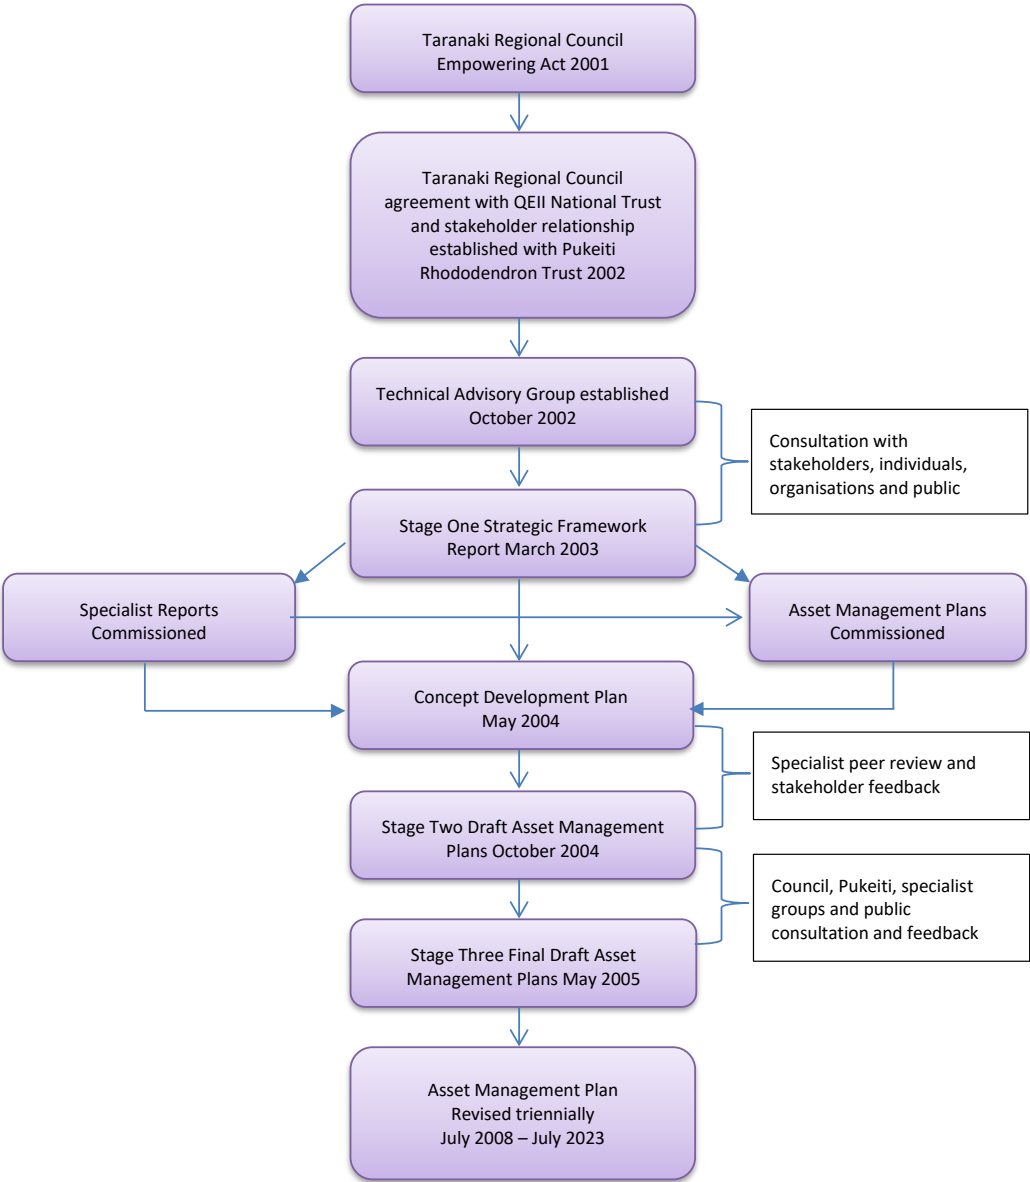 Taranaki Regional Council
Empowering Act 2001
Taranaki Regional Council
agreement with QEII National Trust
and stakeholder relationship
established with Pukeiti
Rhododendron Trust 2002
Technical Advisory Group established
October 2002
Consultation with
stakeholders, individuals,
organisations and public
Stage One Strategic Framework
Report March 2003
Specialist Reports
Commissioned
Asset Management Plans
Commissioned
Concept Development Plan
May 2004
Specialist peer review and
stakeholder feedback
Stage Two Draft Asset Management
Plans October 2004
Council, Pukeiti, specialist
groups and public
consultation and feedback
Stage Three Final Draft Asset
Management Plans May 2005
Asset Management Plan
Revised triennially
July 2008 – July 2023